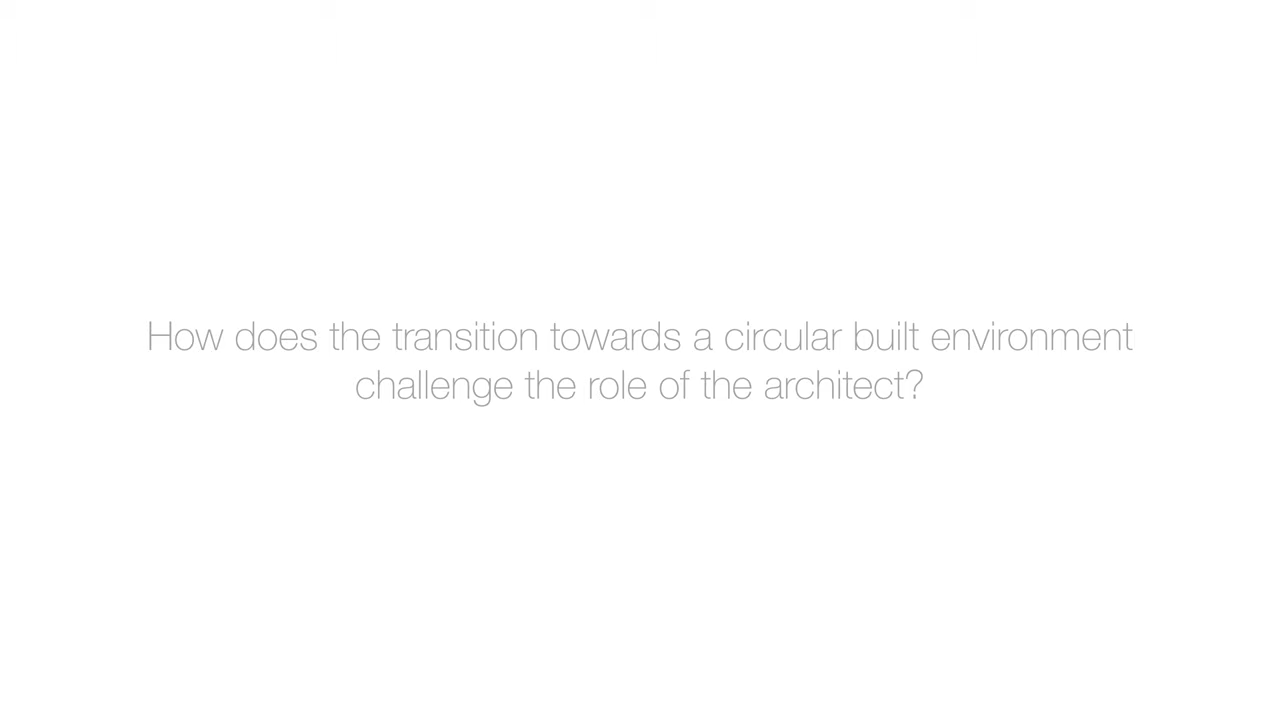 How does the transition towards a circular built environment
challenge the role of the architect?